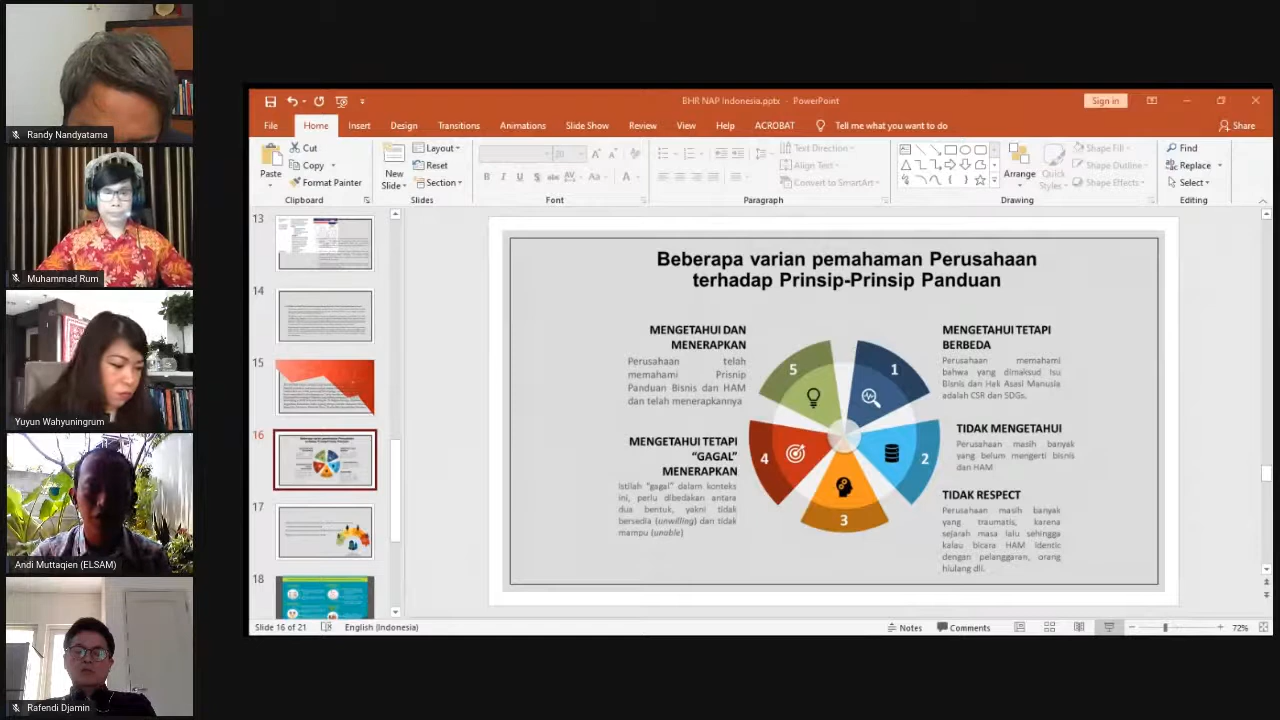 Randy Nandyatama
Muhammad Rum
Yuyun Wahyuningrum
Andi Muttaqien (ELSAM)
Rafendi Djamin
BHR NAP Indonesia.pptx - PowerPoint
Sign in
File Home Insert Design Transitions Animations Slide Show Review View Help ACROBAT Tell me what you want to do Share
Paste
Cut
Copy
Format Painter
Clipboard
New
Slide
Layout
Reset
Section
Slides
20
Font
Text Direction
Align Text
Convert to SmartArt
Paragraph
Arrange
Quick
Styles
Shape Fill
Shape Outline
Shape Effects
Drawing
Find
Replace
Select
Editing
13
14
15
16
17
18
Beberapa varian pemahaman Perusahaan
terhadap Prinsip-Prinsip Panduan
MENGETAHUI DAN
MENERAPKAN
Perusahaan telah
memahami Prisnip
Panduan Bisnis dan HAM
dan telah menerapkannya
MENGETAHUI TETAPI
“GAGAL”
MENERAPKAN
Istilah “gagal” dalam konteks
ini, perlu dibedakan antara
dua bentuk, yakni tidak
bersedia (unwilling) dan tidak
mampu (unable)
5
1
4
2
3
MENGETAHUI TETAPI
BERBEDA
Perusahaan memahami
bahwa yang dimaksud Isu
Bisnis dan Hak Asasi Manusia
adalah CSR dan SDGs.
TIDAK MENGETAHUI
Perusahaan masih banyak
yang belum mengerti bisnis
dan HAM
TIDAK RESPECT
Perusahaan masih banyak
yang traumatis, karena
sejarah masa lalu sehingga
kalau bicara HAM identic
dengan pelanggaran, orang
hiulang dll.
Slide 16 of 21 English (Indonesia) Notes Comments 72%